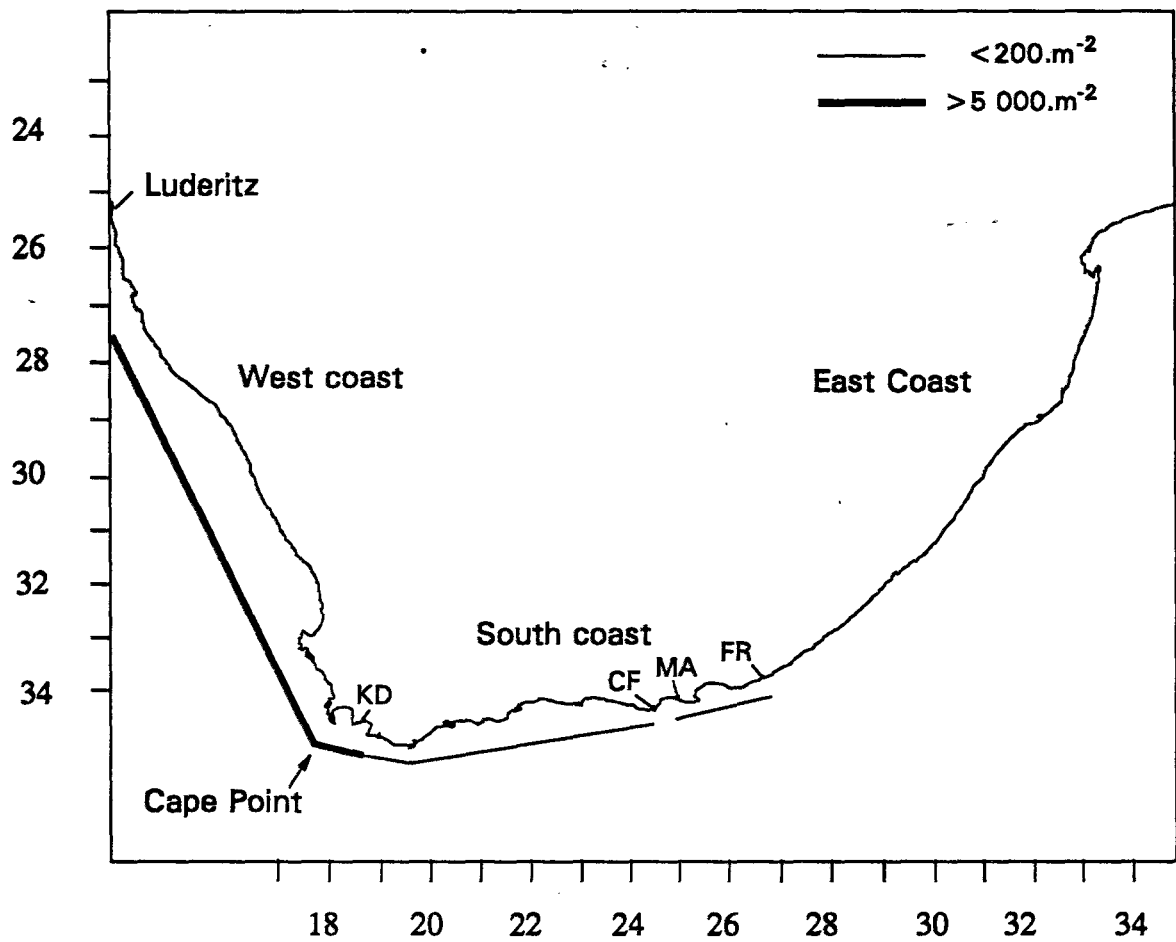 <200.m-2
>5 000.m-2
24
Luderitz
26
28
West coast
East Coast
30
32
South coast
FR
MA
CF
34
KD
Cape Point
18 20 22 24 26 28 30 32 34